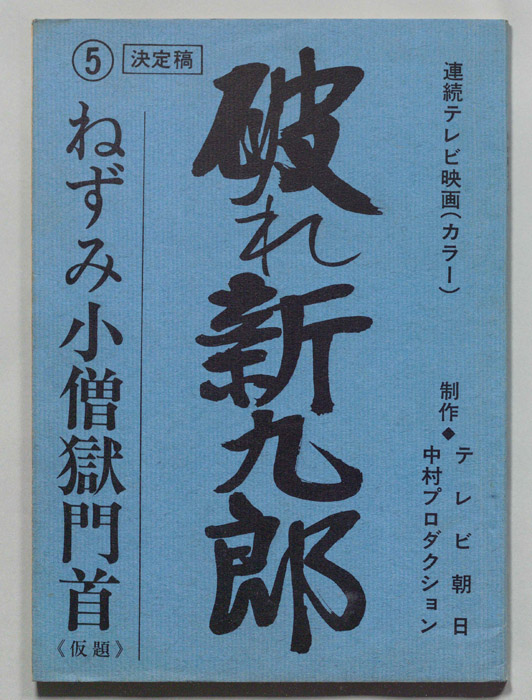 連続テレビ映画(カラー)
制作◆テレビ朝日
中村プロダクション
破れ新九郎
⑤ 決定稿
ねずみ小僧獄門首
《仮題》